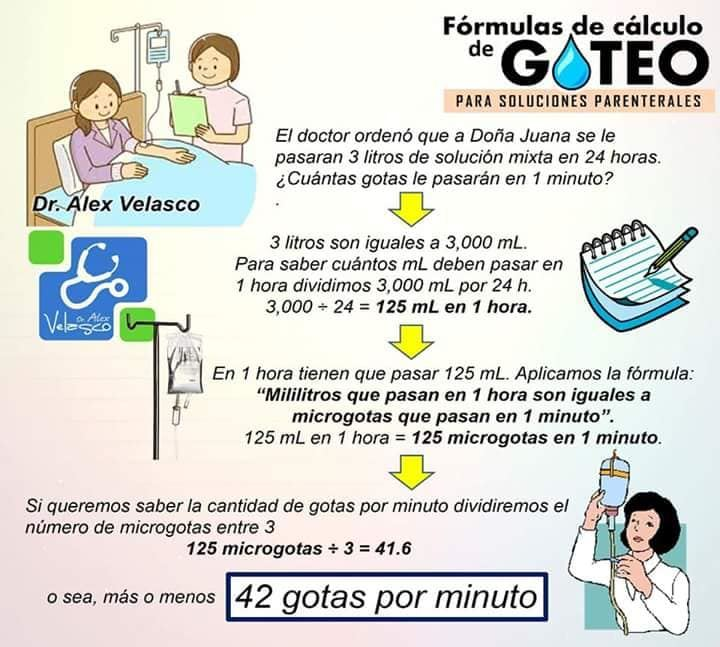 Fórmulas de cálculo
de GOTEO
PARA SOLUCIONES PARENTERALES
El doctor ordenó que a Doña Juana se le
pasaran 3 litros de solución mixta en 24 horas.
¿Cuántas gotas le pasarán en 1 minuto?
.
Dr. Alex Velasco
3 litros son iguales a 3,000 mL.
Para saber cuántos mL deben pasar en
1 hora dividimos 3,000 mL por 24 h.
3,000 ÷ 24 = 125 mL en 1 hora.
Dr. Alex
Velasco
En 1 hora tienen que pasar 125 mL. Aplicamos la fórmula:
“Mililitros que pasan en 1 hora son iguales a
microgotas que pasan en 1 minuto”.
125 mL en 1 hora = 125 microgotas en 1 minuto.
Si queremos saber la cantidad de gotas por minuto dividiremos el
número de microgotas entre 3
125 microgotas ÷ 3 = 41.6
o sea, más o menos 42 gotas por minuto